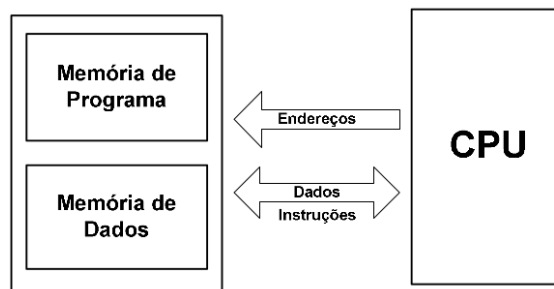 Memória de
Programa
Endereços
CPU
Dados
Instruções
Memória de
Dados